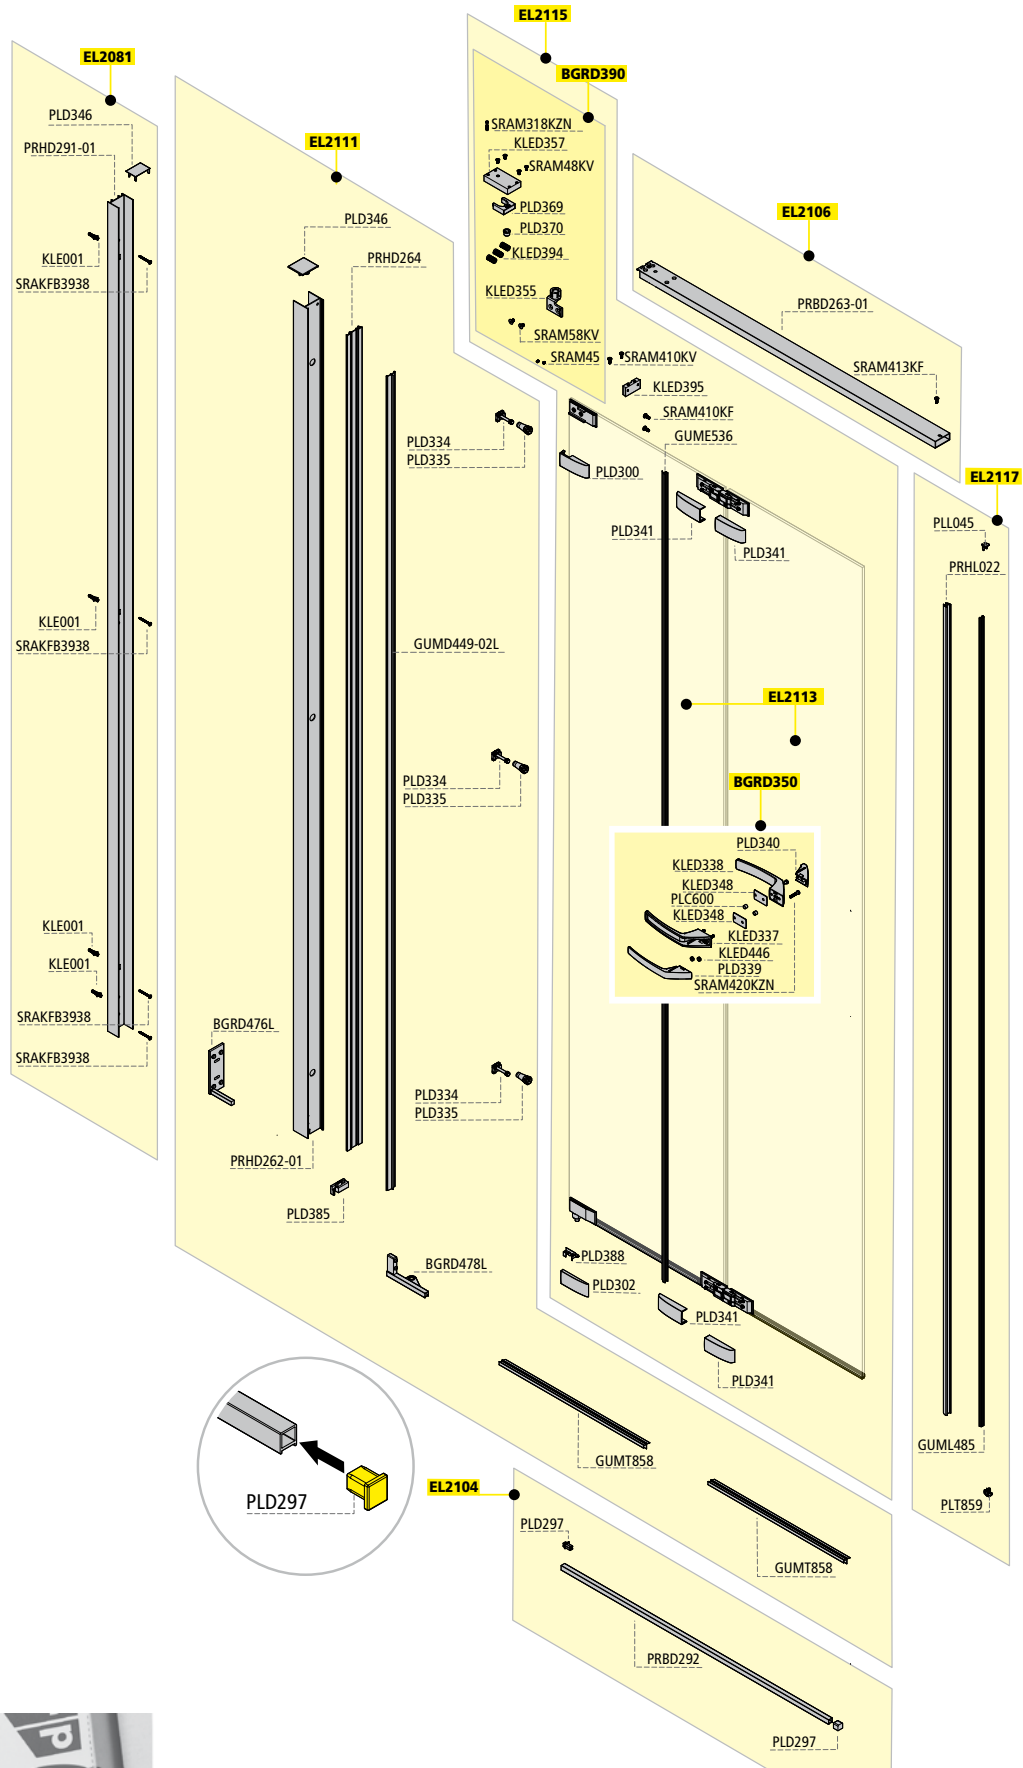 EL2115
EL2081
BGRD390
PLD346
SRAM318KZN
EL2111
KLED357
PRHD291-01
SRAM48KV
PLD369
EL2106
PLD346
PLD370
KLED394
PRHD264
KLE001
SRAKFB3938
KLED355
PRBD263-01
SRAM58KV
SRAM45
SRAM410KV
SRAM413KF
KLED395
SRAM410KF
PLD334
GUME536
PLD335
PLD300
EL2117
PLL045
PLD341
PLD341
PRHL022
KLE001
SRAKFB3938
GUMD449-02L
EL2113
PLD334
BGRD350
PLD335
PLD340
KLED338
KLED348
PLC600
KLED348
KLE001
KLED337
KLED446
KLE001
PLD339
SRAM420KZN
SRAKFB3938
BGRD476L
SRAKFB3938
PLD334
PLD335
PRHD262-01
PLD385
PLD388
BGRD478L
PLD302
PLD341
PLD341
GUML485
GUMT858
EL2104
PLD297
PLT859
PLD297
GUMT858
PRBD292
PLD297